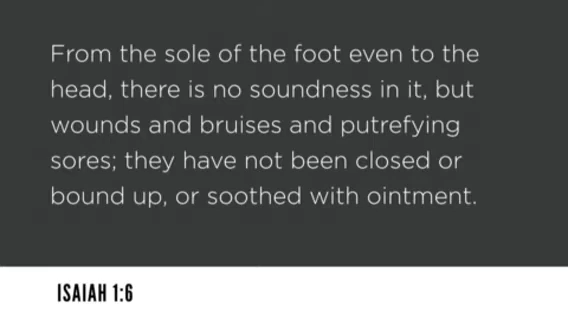 From the sole of the foot even to the
head, there is no soundness in it, but
wounds and bruises and putrefying
sores; they have not been closed or
bound up, or soothed with ointment.
ISAIAH 1:6